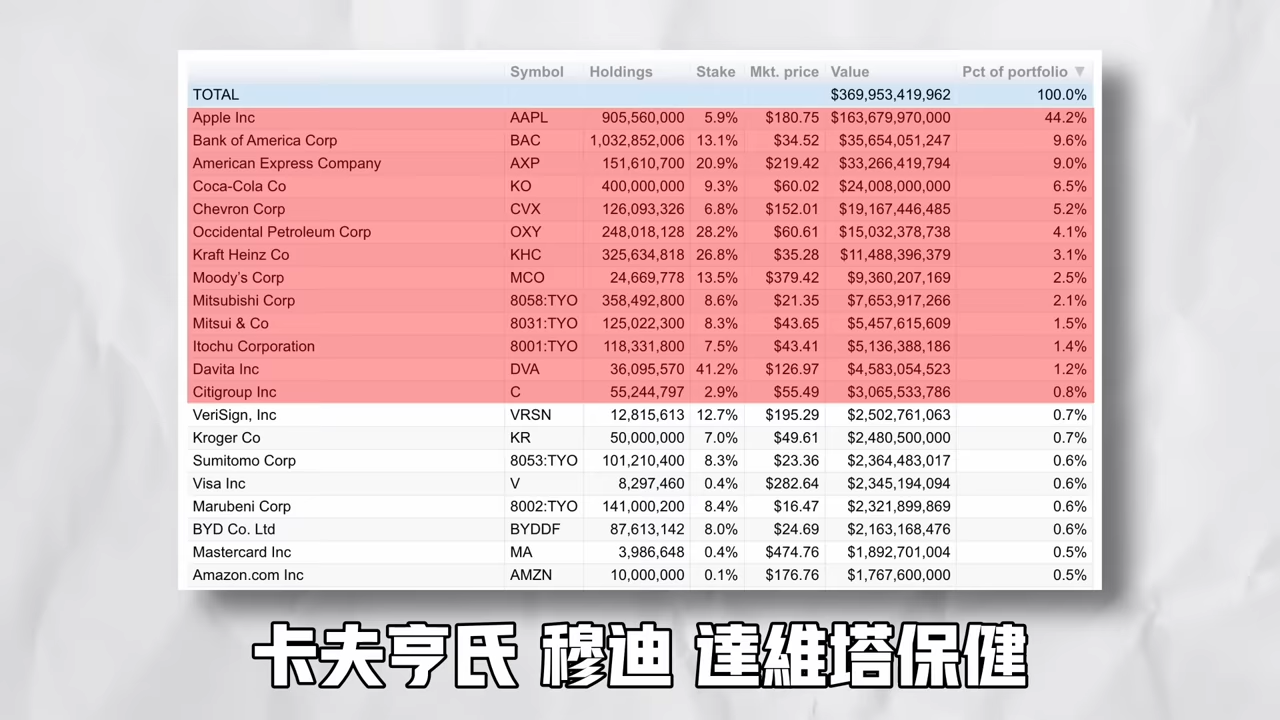 Symbol Holdings Stake Mkt. price Value Pct of portfolio ▼
TOTAL $369,953,419,962 100.0%
Apple Inc AAPL 905,560,000 5.9% $180.75 $163,679,970,000 44.2%
Bank of America Corp BAC 1,032,852,006 13.1% $34.52 $35,654,051,247 9.6%
American Express Company AXP 151,610,700 20.9% $219.42 $33,266,419,794 9.0%
Coca-Cola Co KO 400,000,000 9.3% $60.02 $24,008,000,000 6.5%
Chevron Corp CVX 126,093,326 6.8% $152.01 $19,167,446,485 5.2%
Occidental Petroleum Corp OXY 248,018,128 28.2% $60.61 $15,032,378,738 4.1%
Kraft Heinz Co KHC 325,634,818 26.8% $35.28 $11,488,396,379 3.1%
Moody's Corp MCO 24,669,778 13.5% $379.42 $9,360,207,169 2.5%
Mitsubishi Corp 8058:TYO 358,492,800 8.6% $21.35 $7,653,917,266 2.1%
Mitsui & Co 8031:TYO 125,022,300 8.3% $43.65 $5,457,615,609 1.5%
Itochu Corporation 8001:TYO 118,331,800 7.5% $43.41 $5,136,388,186 1.4%
Davita Inc DVA 36,095,570 41.2% $126.97 $4,583,054,523 1.2%
Citigroup Inc C 55,244,797 2.9% $55.49 $3,065,533,786 0.8%
VeriSign, Inc VRSN 12,815,613 12.7% $195.29 $2,502,761,063 0.7%
Kroger Co KR 50,000,000 7.0% $49.61 $2,480,500,000 0.7%
Sumitomo Corp 8053:TYO 101,210,400 8.3% $23.36 $2,364,483,017 0.6%
Visa Inc V 8,297,460 0.4% $282.64 $2,345,194,094 0.6%
Marubeni Corp 8002:TYO 141,000,200 8.4% $16.47 $2,321,899,869 0.6%
BYD Co. Ltd BYDDF 87,613,142 8.0% $24.69 $2,163,168,476 0.6%
Mastercard Inc MA 3,986,648 0.4% $474.76 $1,892,701,004 0.5%
Amazon.com Inc AMZN 10,000,000 0.1% $176.76 $1,767,600,000 0.5%
卡夫亨氏 穆迪 達維塔保健